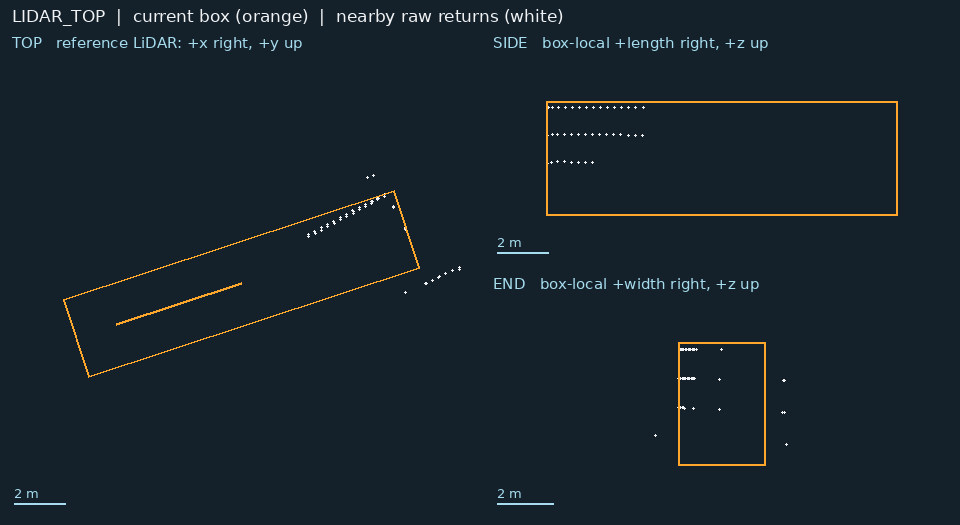 LIDAR_TOP | current box (orange) | nearby raw returns (white)
TOP reference LiDAR: +x right, +y up
SIDE box-local +length right, +z up
2 m
END box-local +width right, +z up
2 m
2 m